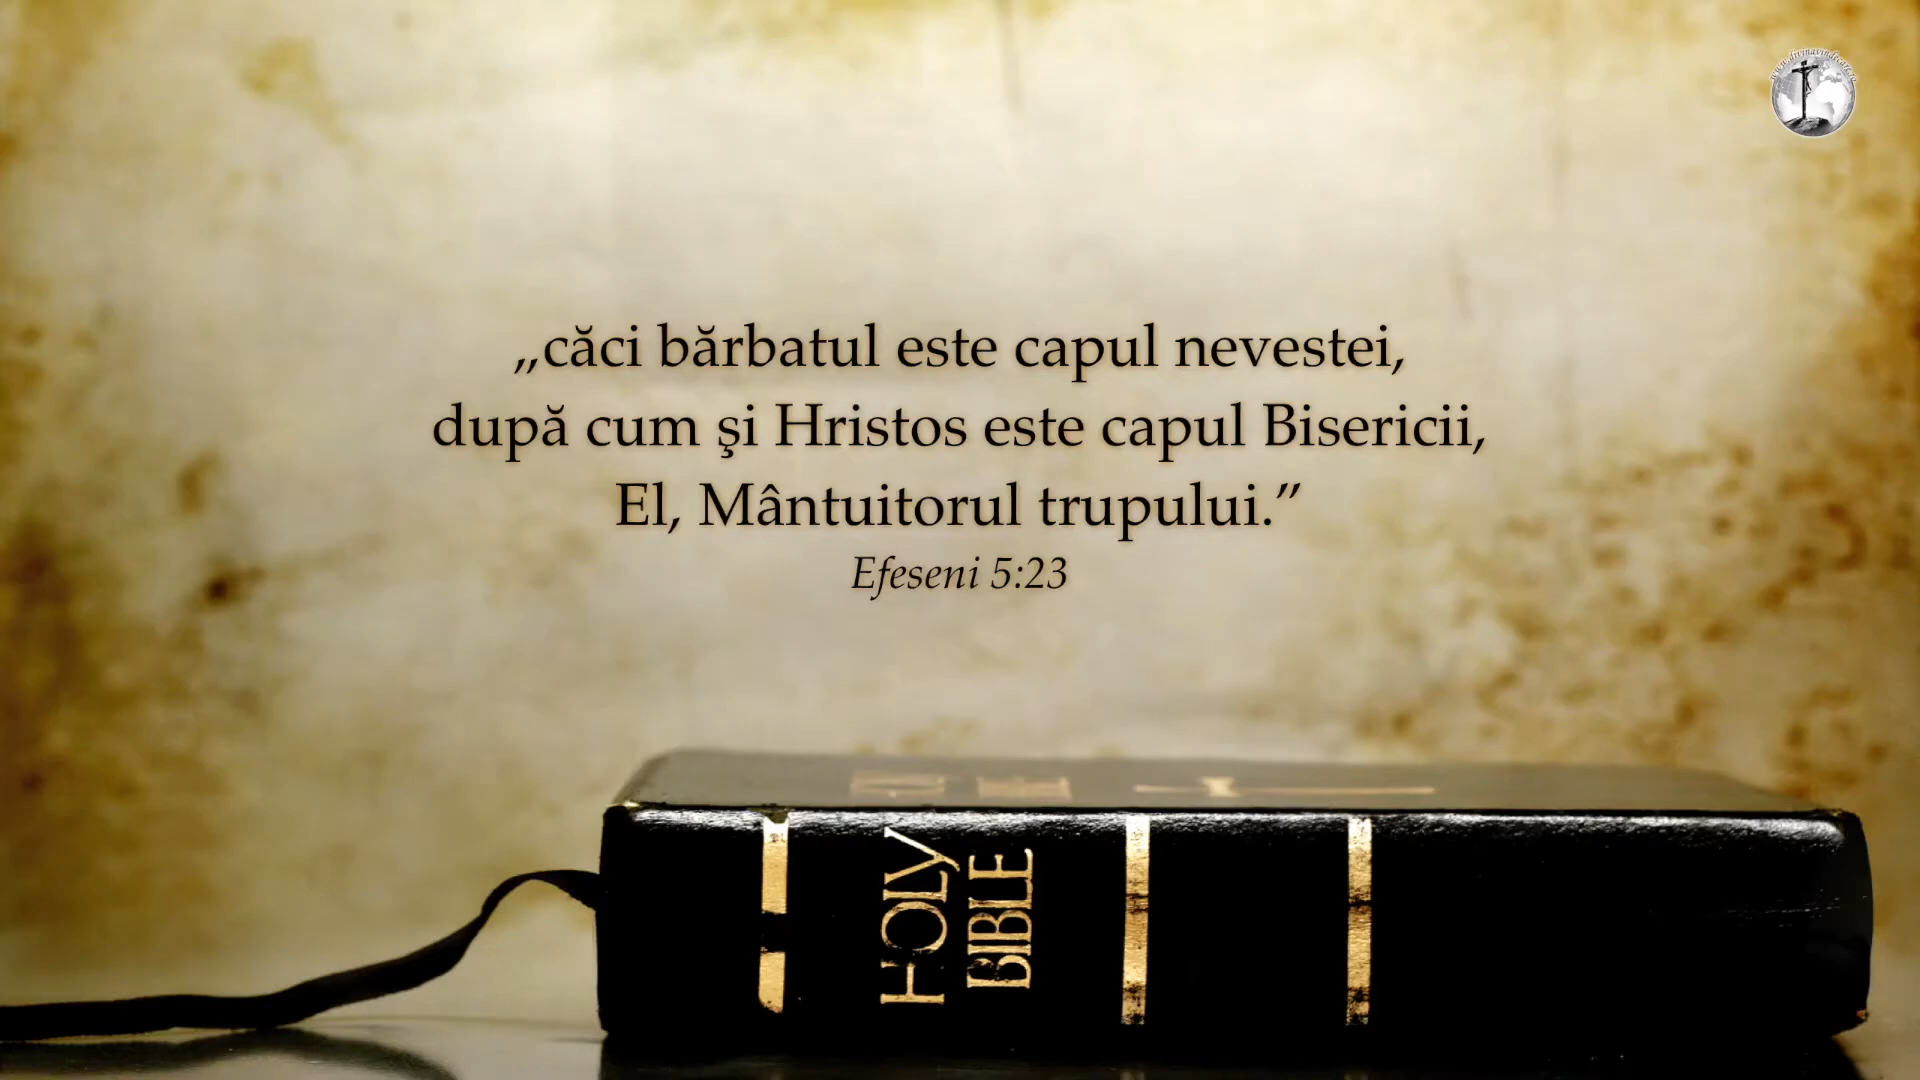 „căci bărbatul este capul nevestei,
după cum şi Hristos este capul Bisericii,
El, Mântuitorul trupului.”
Efeseni 5:23
HOLY
BIBLE